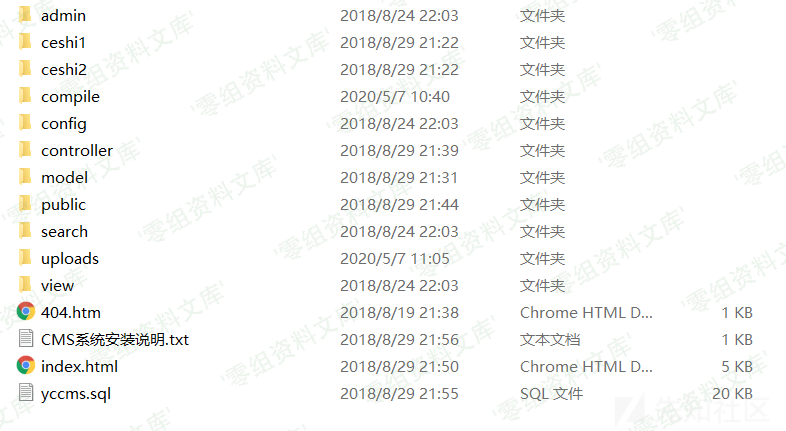 admin 2018/8/24 22:03 文件夹
ceshi1 2018/8/29 21:22 文件夹
ceshi2 2018/8/29 21:22 文件夹
compile 2020/5/7 10:40 文件夹
config 2018/8/24 22:03 文件夹
controller 2018/8/29 21:39 文件夹
model 2018/8/29 21:31 文件夹
public 2018/8/29 21:44 文件夹
search 2018/8/24 22:03 文件夹
uploads 2020/5/7 11:05 文件夹
view 2018/8/24 22:03 文件夹
404.htm 2018/8/19 21:38 Chrome HTML D... 1 KB
CMS系统安装说明.txt 2018/8/29 21:56 文本文档 1 KB
index.html 2018/8/29 21:50 Chrome HTML D... 5 KB
yccms.sql 2018/8/29 21:55 SQL 文件 20 KB
'零组资料文库'